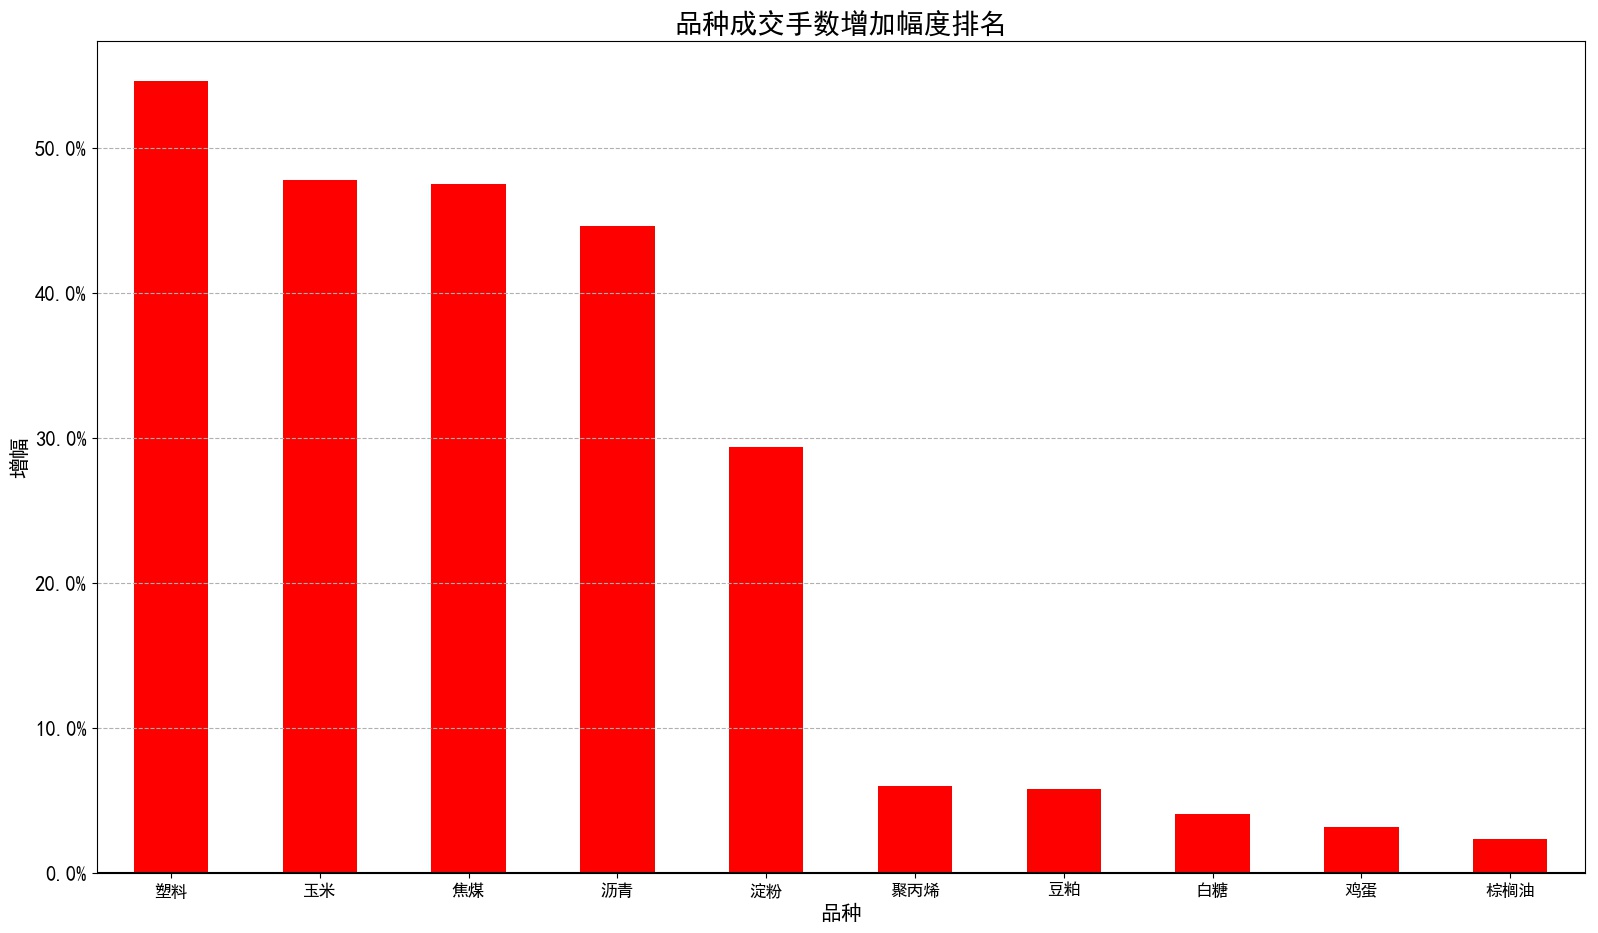 品种成交手数增加幅度排名
增幅
50.0%
40.0%
30.0%
20.0%
10.0%
0.0%
塑料 玉米 焦煤 沥青 淀粉 聚丙烯 豆粕 白糖 鸡蛋 棕榈油
品种